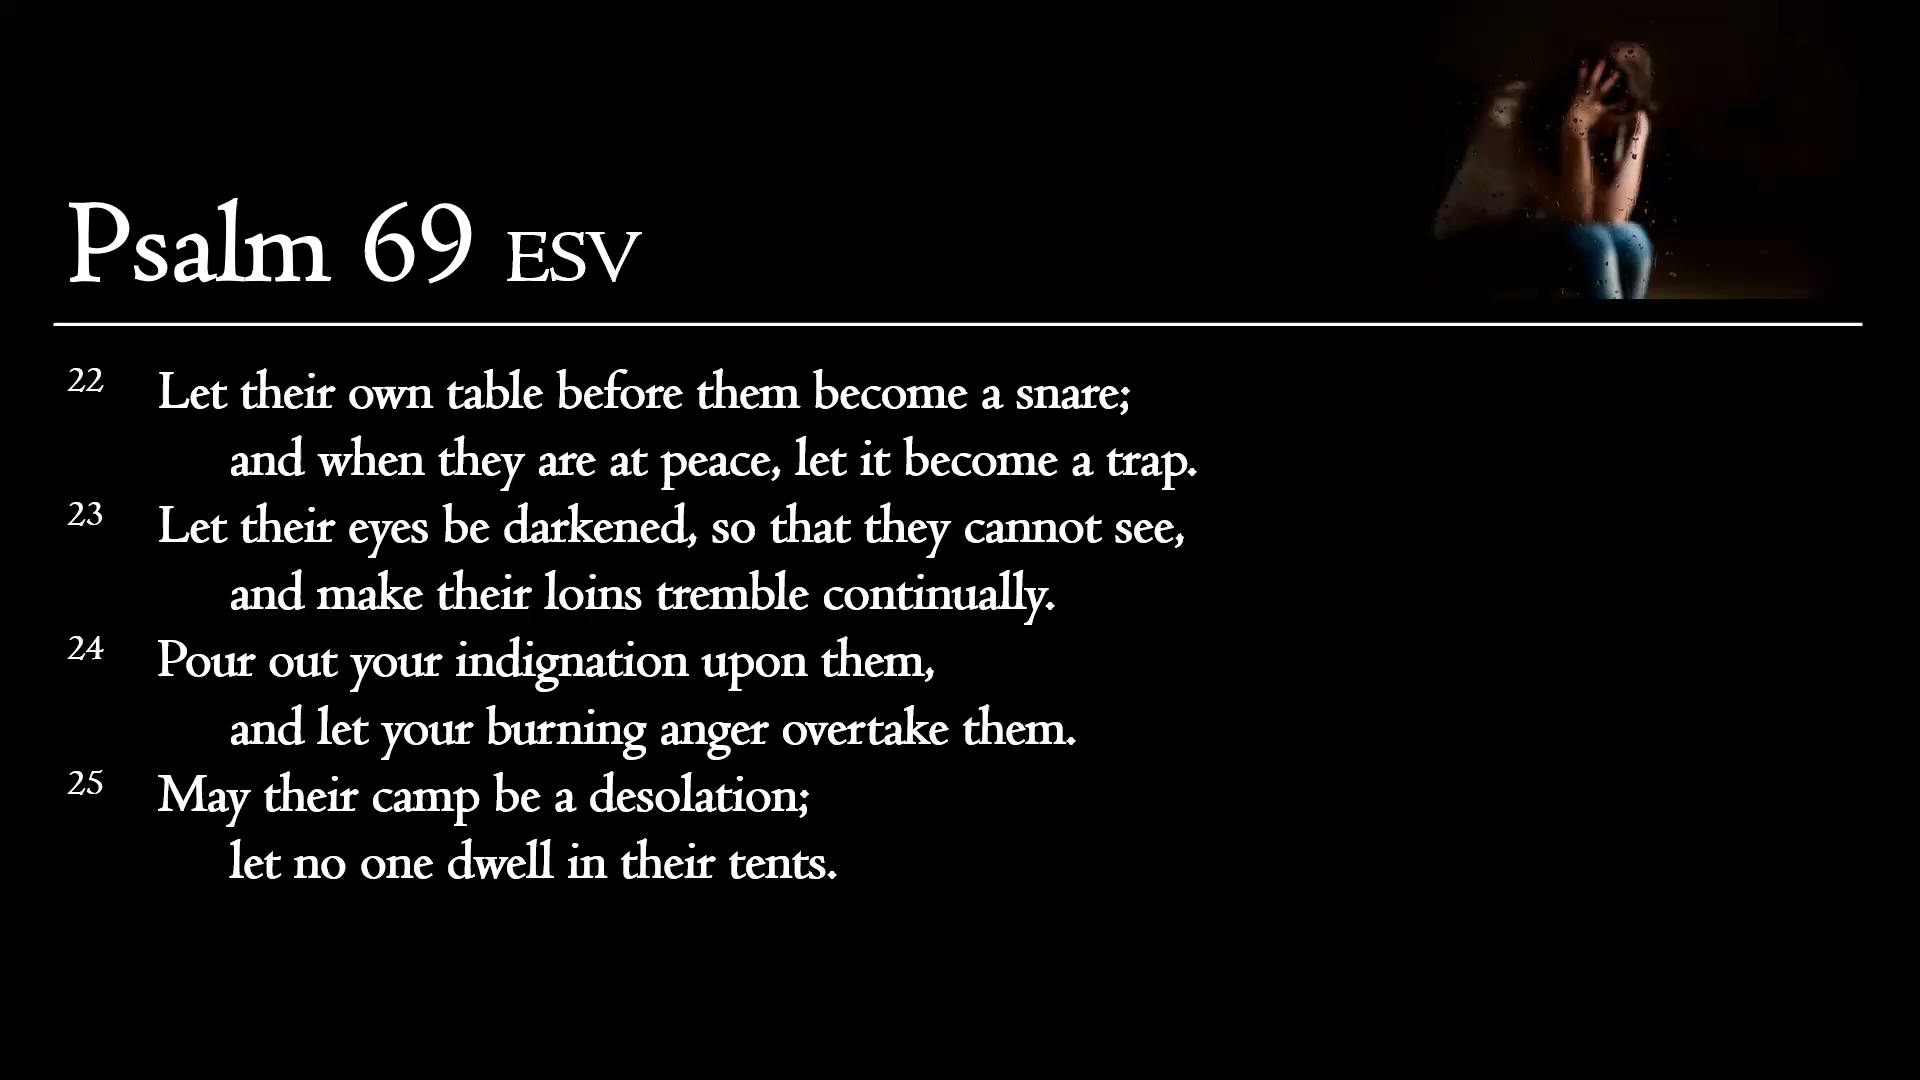 Psalm 69 ESV
22 Let their own table before them become a snare;
and when they are at peace, let it become a trap.
23 Let their eyes be darkened, so that they cannot see,
and make their loins tremble continually.
24 Pour out your indignation upon them,
and let your burning anger overtake them.
25 May their camp be a desolation;
let no one dwell in their tents.